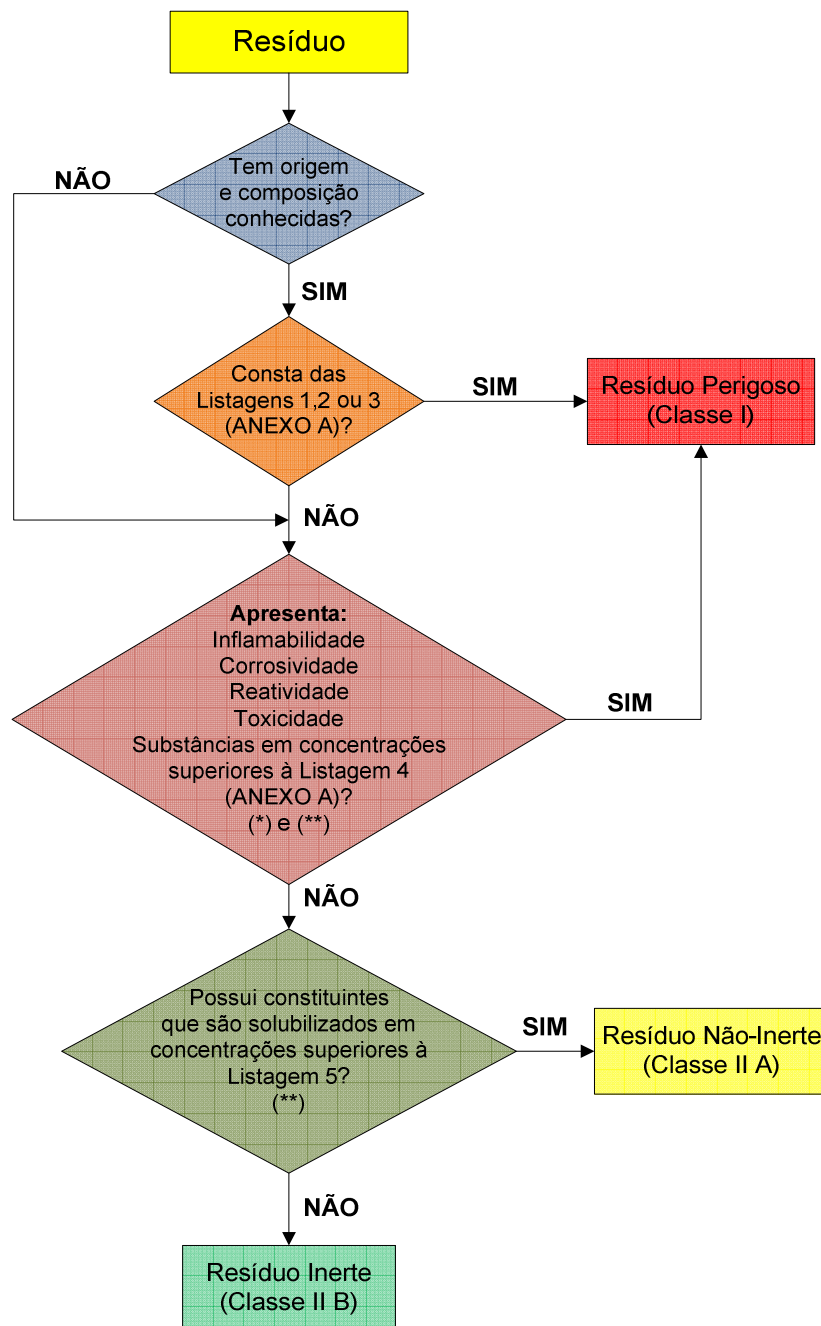 Resíduo
Tem origem
e composição
conhecidas?
NÃO
SIM
Consta das
Listagens 1,2 ou 3
(ANEXO A)?
SIM
Resíduo Perigoso
(Classe I)
NÃO
Apresenta:
Inflamabilidade
Corrosividade
Reatividade
Toxicidade
Substâncias em concentrações
superiores à Listagem 4
(ANEXO A)?
(*) e (**)
SIM
NÃO
Possui constituintes
que são solubilizados em
concentrações superiores à
Listagem 5?
(**)
SIM
Resíduo Não-Inerte
(Classe II A)
NÃO
Resíduo Inerte
(Classe II B)